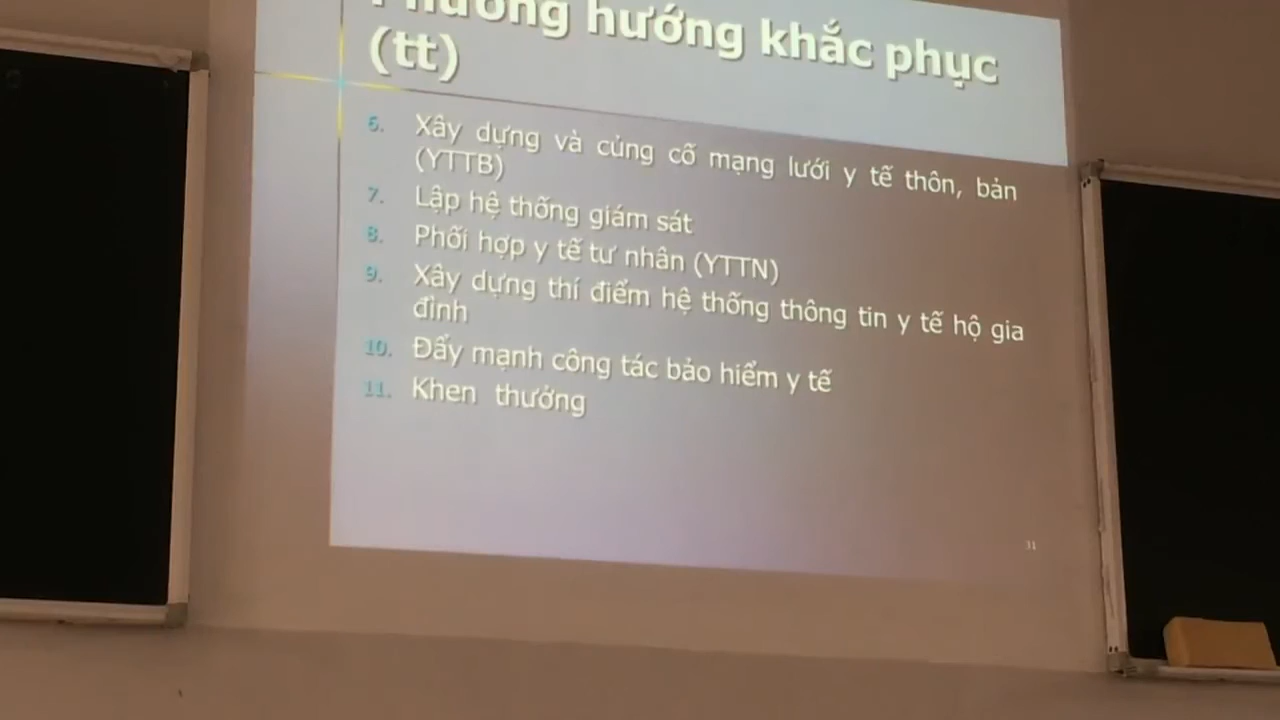 Phương hướng khắc phục
(tt)
6. Xây dựng và củng cố mạng lưới y tế thôn, bản
(YTTB)
7. Lập hệ thống giám sát
8. Phối hợp y tế tư nhân (YTTN)
9. Xây dựng thí điểm hệ thống thông tin y tế hộ gia
đình
10. Đẩy mạnh công tác bảo hiểm y tế
11. Khen thưởng
31